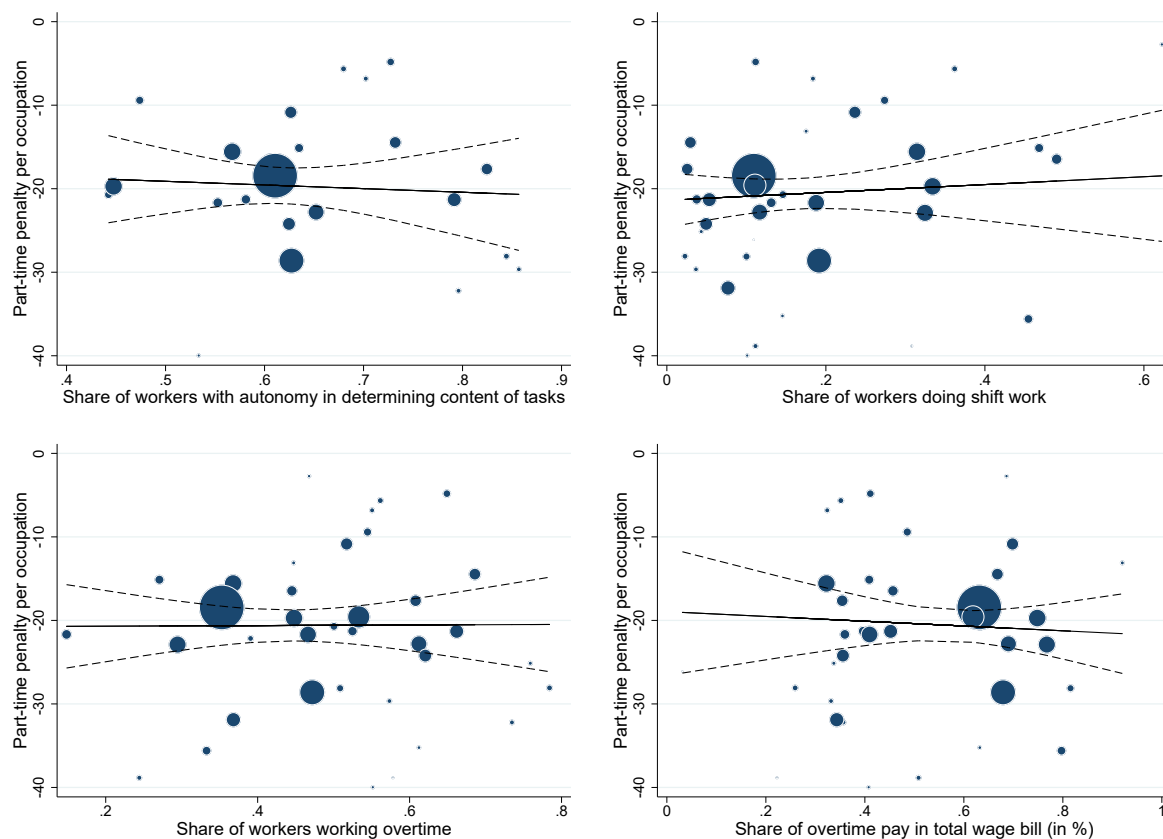 Part-time penalty per occupation
0
-10
-20
-30
-40
.4 .5 .6 .7 .8 .9
Share of workers with autonomy in determining content of tasks
Part-time penalty per occupation
0
-10
-20
-30
-40
0 .2 .4 .6
Share of workers doing shift work
Part-time penalty per occupation
0
-10
-20
-30
-40
.2 .4 .6 .8
Share of workers working overtime
Part-time penalty per occupation
0
-10
-20
-30
-40
0 .2 .4 .6 .8 1
Share of overtime pay in total wage bill (in %)